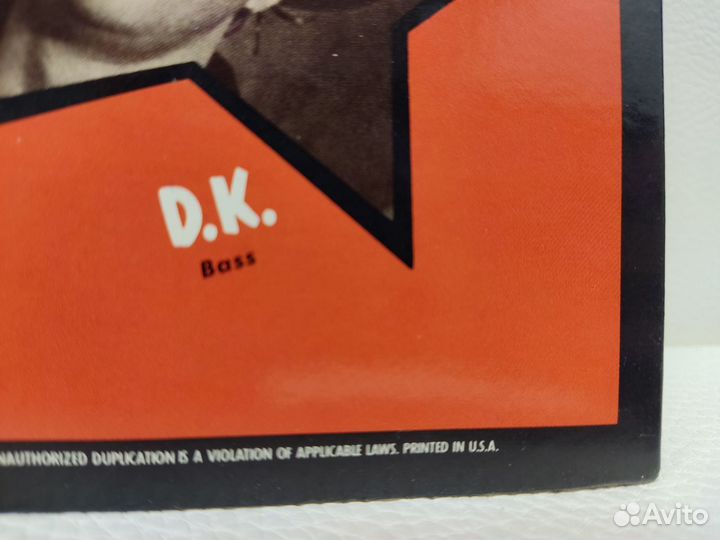 D.K.
Bass
NAUTHORIZED DUPLICATION IS A VIOLATION OF APPLICABLE LAWS. PRINTED IN U.S.A.
Avito